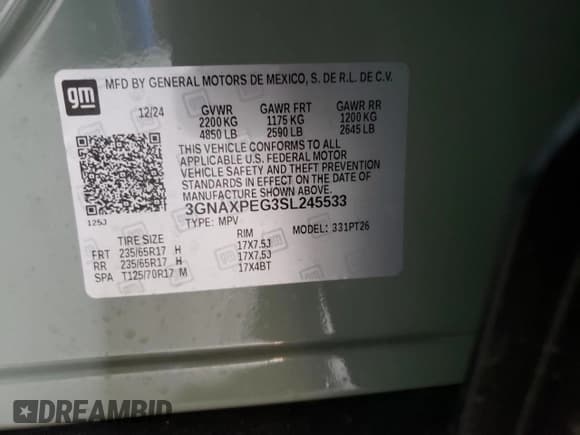 gm
MFD BY GENERAL MOTORS DE MEXICO, S. DE R.L. DE C.V.
12/24 GVWR GAWR FRT GAWR RR
2200 KG 1175 KG 1200 KG
4850 LB 2590 LB 2645 LB
THIS VEHICLE CONFORMS TO ALL
APPLICABLE U.S. FEDERAL MOTOR
VEHICLE SAFETY AND THEFT PREVENTION
STANDARDS IN EFFECT ON THE DATE OF
MANUFACTURE SHOWN ABOVE.
125J 3GNAXPEG3SL245533
TYPE: MPV MODEL: 331PT26
TIRE SIZE RIM
FRT 235/65R17 H 17X7.5J
RR 235/65R17 H 17X7.5J
SPA T125/70R17 M 17X4BT
DREAMBID